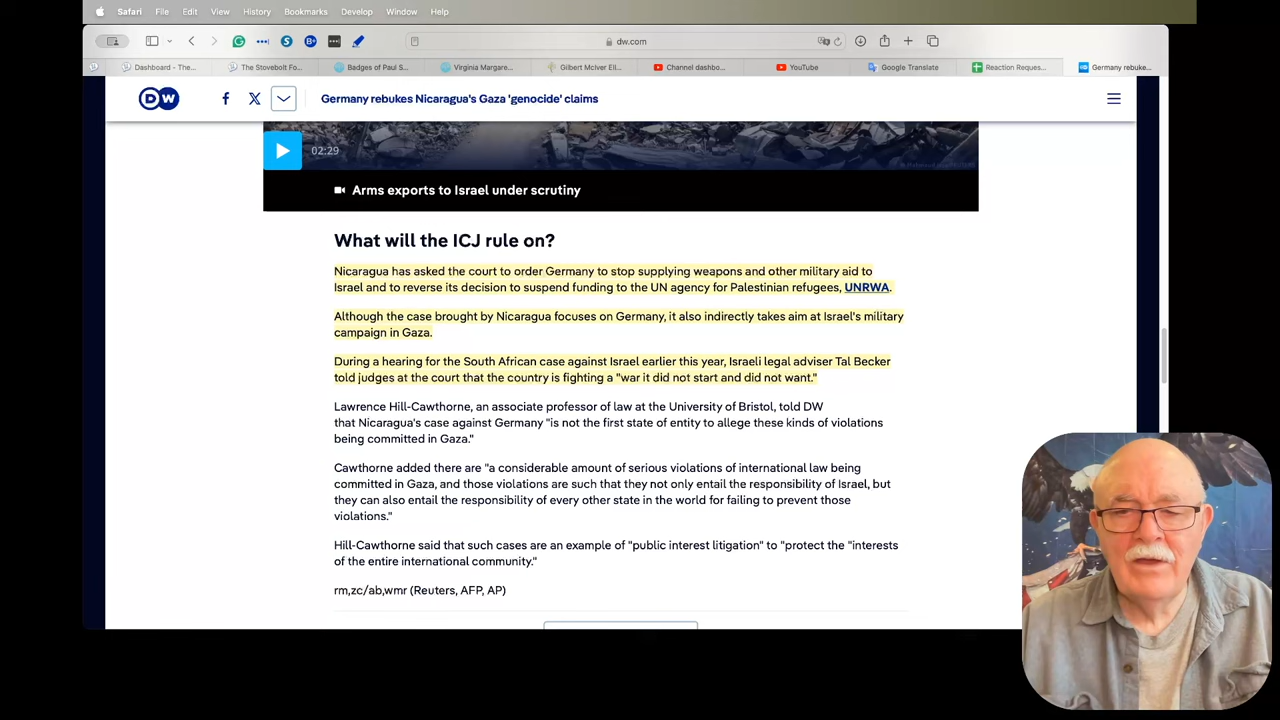 Safari File Edit View History Bookmarks Develop Window Help
dw.com
Dashboard - The... The Stovebolt Fo... Badges of Paul S... Virginia Margare... Gilbert McIver Eil... Channel dashbo... YouTube Google Translate Reaction Reques... Germany rebuke...
DW Germany rebukes Nicaragua's Gaza 'genocide' claims
02:29
Arms exports to Israel under scrutiny
What will the ICJ rule on?
Nicaragua has asked the court to order Germany to stop supplying weapons and other military aid to
Israel and to reverse its decision to suspend funding to the UN agency for Palestinian refugees, UNRWA.
Although the case brought by Nicaragua focuses on Germany, it also indirectly takes aim at Israel's military
campaign in Gaza.
During a hearing for the South African case against Israel earlier this year, Israeli legal adviser Tal Becker
told judges at the court that the country is fighting a "war it did not start and did not want."
Lawrence Hill-Cawthorne, an associate professor of law at the University of Bristol, told DW
that Nicaragua's case against Germany "is not the first state of entity to allege these kinds of violations
being committed in Gaza."
Cawthorne added there are "a considerable amount of serious violations of international law being
committed in Gaza, and those violations are such that they not only entail the responsibility of Israel, but
they can also entail the responsibility of every other state in the world for failing to prevent those
violations."
Hill-Cawthorne said that such cases are an example of "public interest litigation" to "protect the "interests
of the entire international community."
rm,zc/ab,wmr (Reuters, AFP, AP)